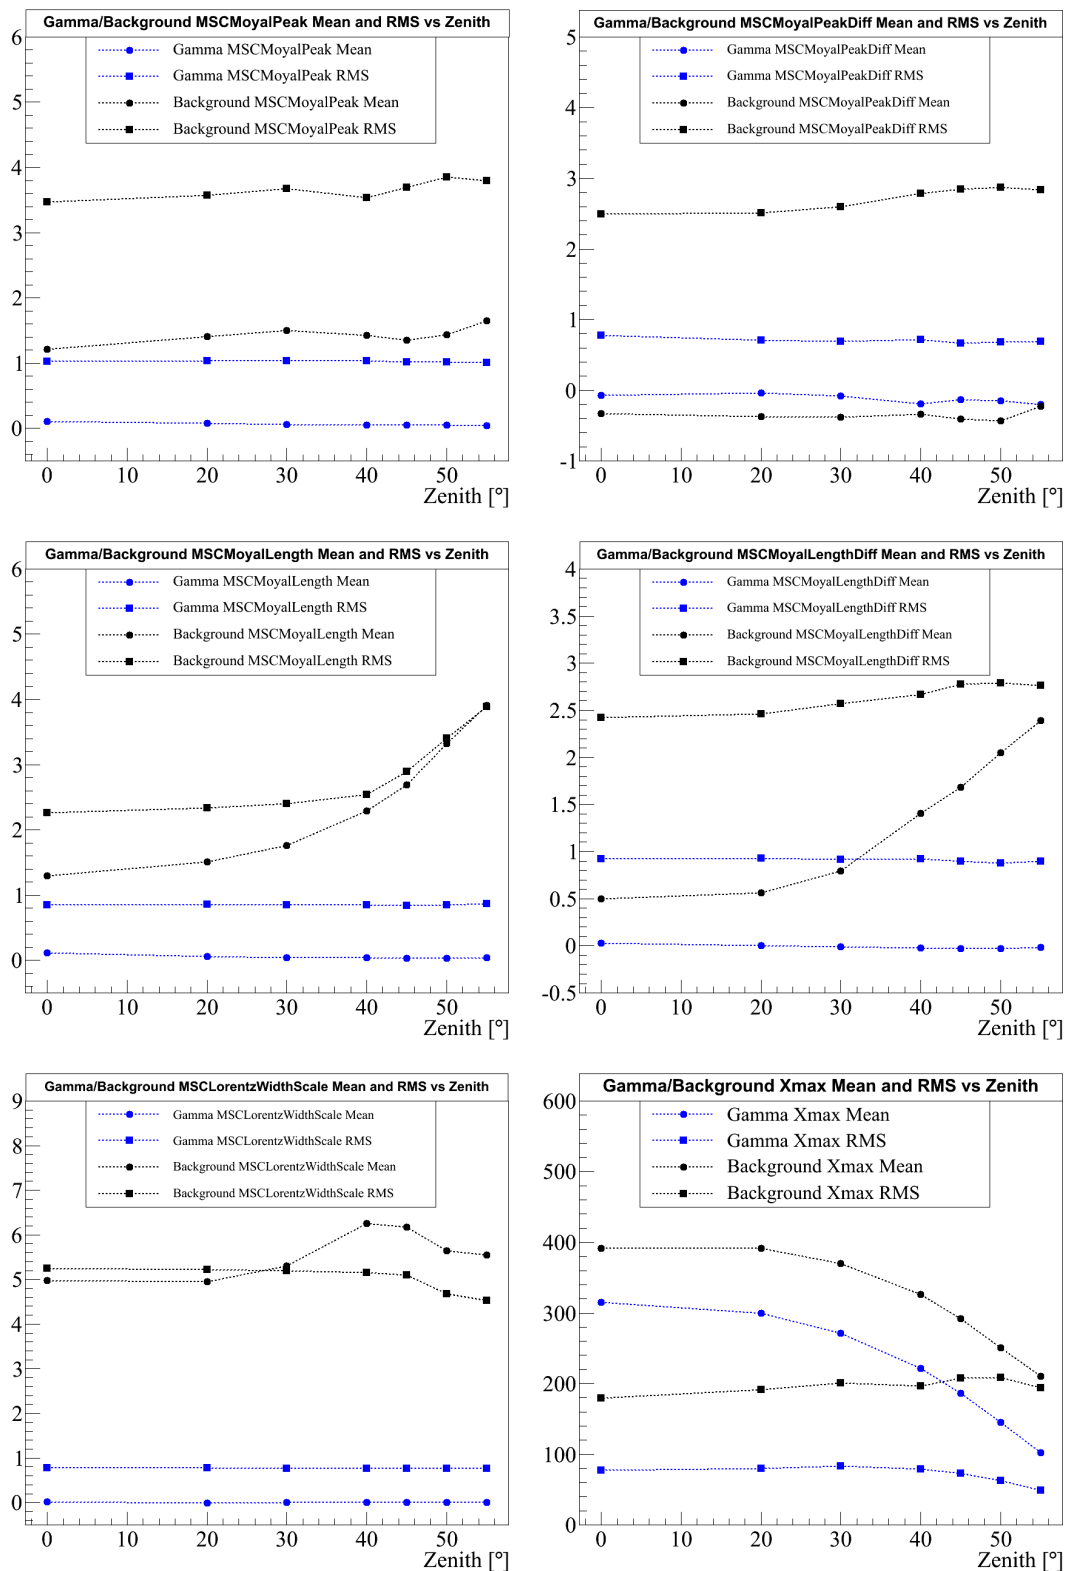 Gamma/Background MSCMoyalPeak Mean and RMS vs Zenith
Gamma MSCMoyalPeak Mean
Gamma MSCMoyalPeak RMS
Background MSCMoyalPeak Mean
Background MSCMoyalPeak RMS
6
5
4
3
2
1
0
0 10 20 30 40 50
Zenith [°]
Gamma/Background MSCMoyalPeakDiff Mean and RMS vs Zenith
Gamma MSCMoyalPeakDiff Mean
Gamma MSCMoyalPeakDiff RMS
Background MSCMoyalPeakDiff Mean
Background MSCMoyalPeakDiff RMS
5
4
3
2
1
0
-1
0 10 20 30 40 50
Zenith [°]
Gamma/Background MSCMoyalLength Mean and RMS vs Zenith
Gamma MSCMoyalLength Mean
Gamma MSCMoyalLength RMS
Background MSCMoyalLength Mean
Background MSCMoyalLength RMS
6
5
4
3
2
1
0
0 10 20 30 40 50
Zenith [°]
Gamma/Background MSCMoyalLengthDiff Mean and RMS vs Zenith
Gamma MSCMoyalLengthDiff Mean
Gamma MSCMoyalLengthDiff RMS
Background MSCMoyalLengthDiff Mean
Background MSCMoyalLengthDiff RMS
4
3.5
3
2.5
2
1.5
1
0.5
0
-0.5
0 10 20 30 40 50
Zenith [°]
Gamma/Background MSCLorentzWidthScale Mean and RMS vs Zenith
Gamma MSCLorentzWidthScale Mean
Gamma MSCLorentzWidthScale RMS
Background MSCLorentzWidthScale Mean
Background MSCLorentzWidthScale RMS
9
8
7
6
5
4
3
2
1
0
0 10 20 30 40 50
Zenith [°]
Gamma/Background Xmax Mean and RMS vs Zenith
Gamma Xmax Mean
Gamma Xmax RMS
Background Xmax Mean
Background Xmax RMS
600
500
400
300
200
100
0
0 10 20 30 40 50
Zenith [°]